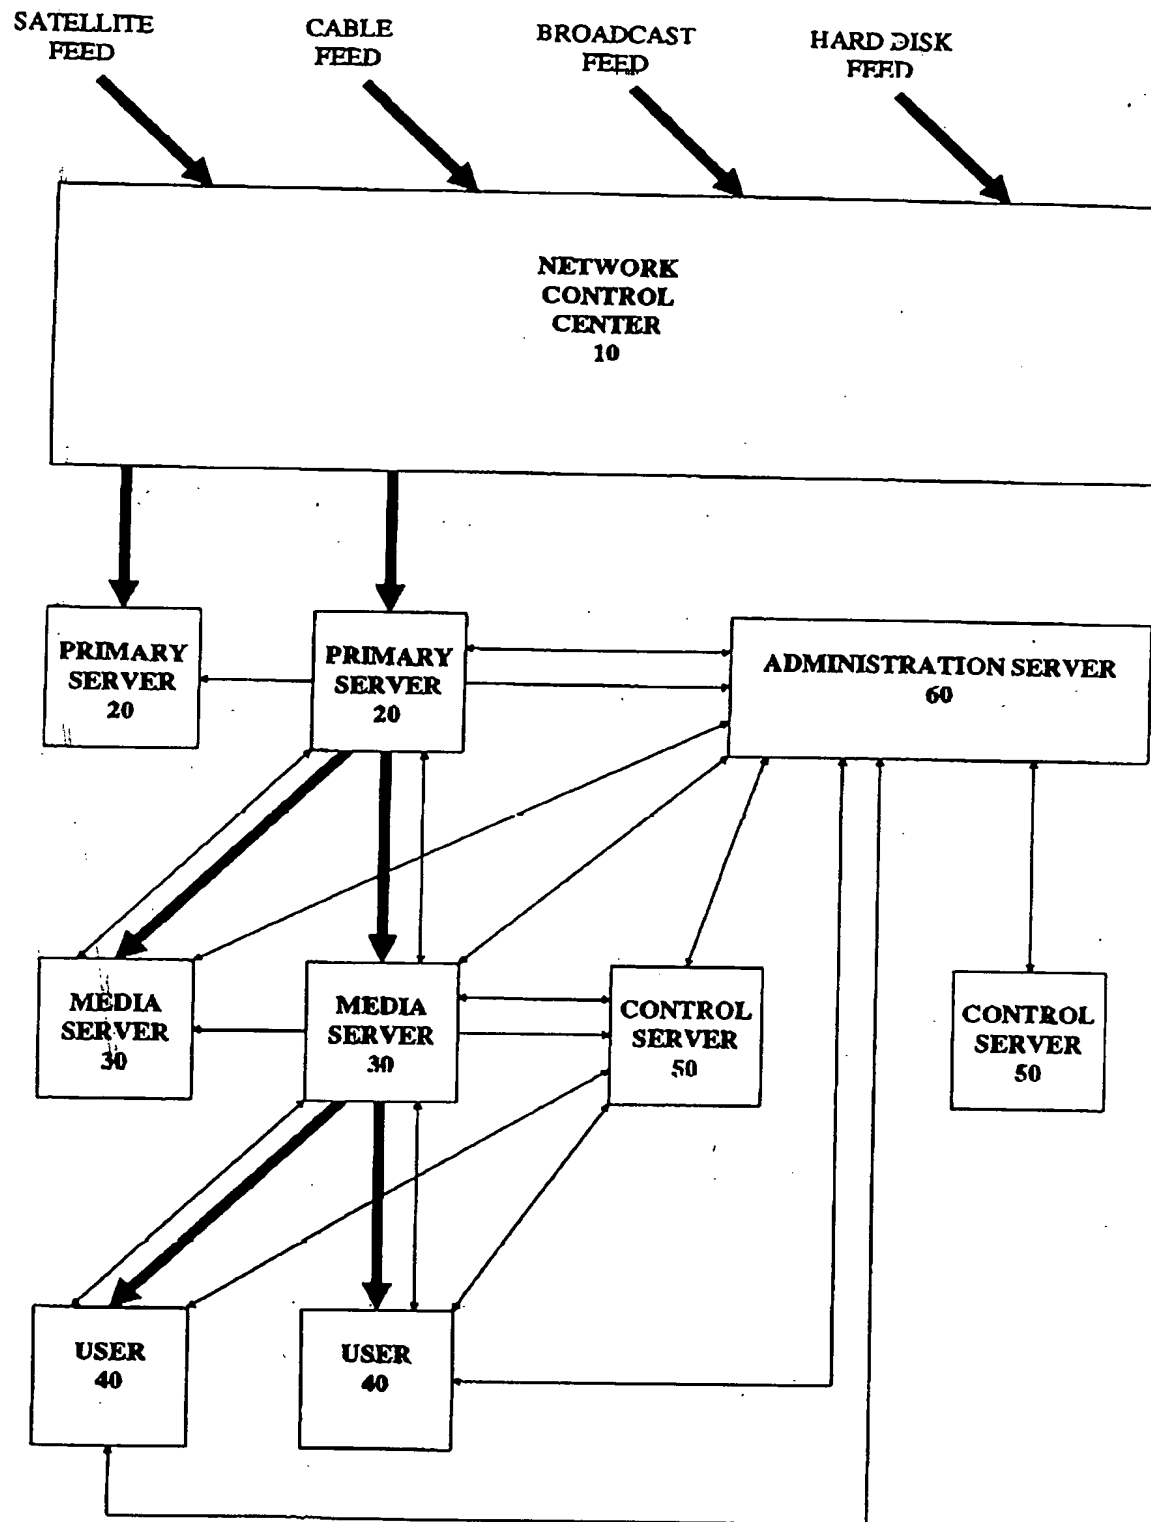 SATELLITE
FEED
CABLE
FEED
BROADCAST
FEED
HARD DISK
FEED
NETWORK
CONTROL
CENTER
10
PRIMARY
SERVER
20
PRIMARY
SERVER
20
ADMINISTRATION SERVER
60
MEDIA
SERVER
30
MEDIA
SERVER
30
CONTROL
SERVER
50
CONTROL
SERVER
50
USER
40
USER
40